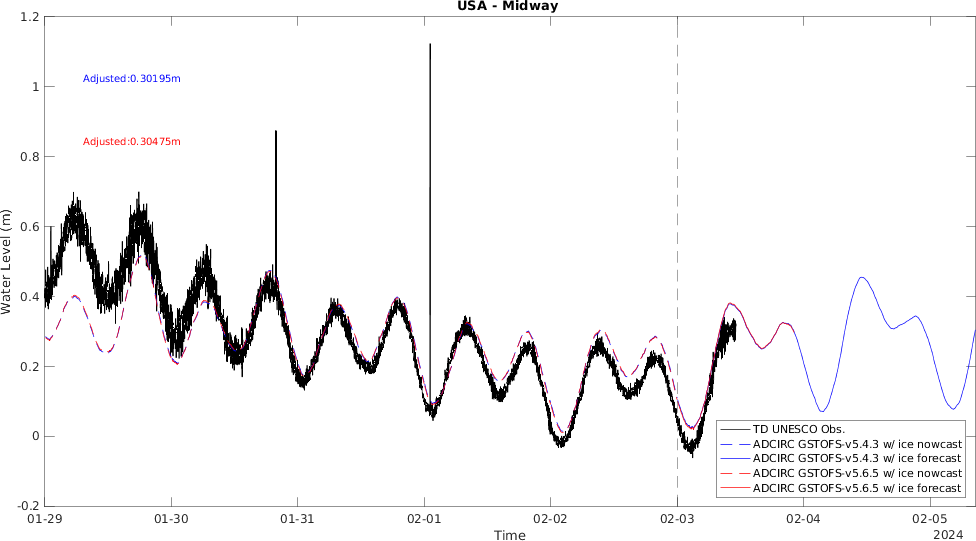 USA - Midway
1.2
1
0.8
0.6
0.4
0.2
0
-0.2
Water Level (m)
Adjusted:0.30195m
Adjusted:0.30475m
TD UNESCO Obs.
ADCIRC GSTOFS-v5.4.3 w/ ice nowcast
ADCIRC GSTOFS-v5.4.3 w/ ice forecast
ADCIRC GSTOFS-v5.6.5 w/ ice nowcast
ADCIRC GSTOFS-v5.6.5 w/ ice forecast
01-29 01-30 01-31 02-01 02-02 02-03 02-04 02-05
Time
2024